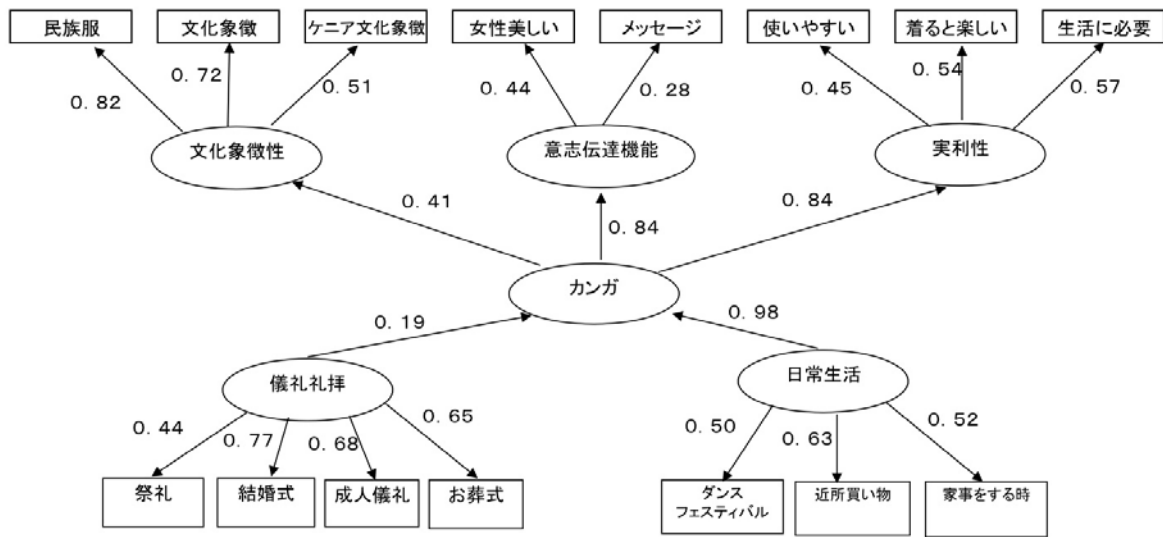 民族服
文化象徴
ケニア文化象徴
女性美しい
メッセージ
使いやすい
着ると楽しい
生活に必要
0.82
0.72
0.51
0.44
0.28
0.45
0.54
0.57
文化象徴性
意志伝達機能
実利性
0.41
0.84
0.84
カンガ
0.19
0.98
儀礼礼拝
日常生活
0.44
0.77
0.68
0.65
0.50
0.63
0.52
祭礼
結婚式
成人儀礼
お葬式
ダンス
フェスティバル
近所買い物
家事をする時